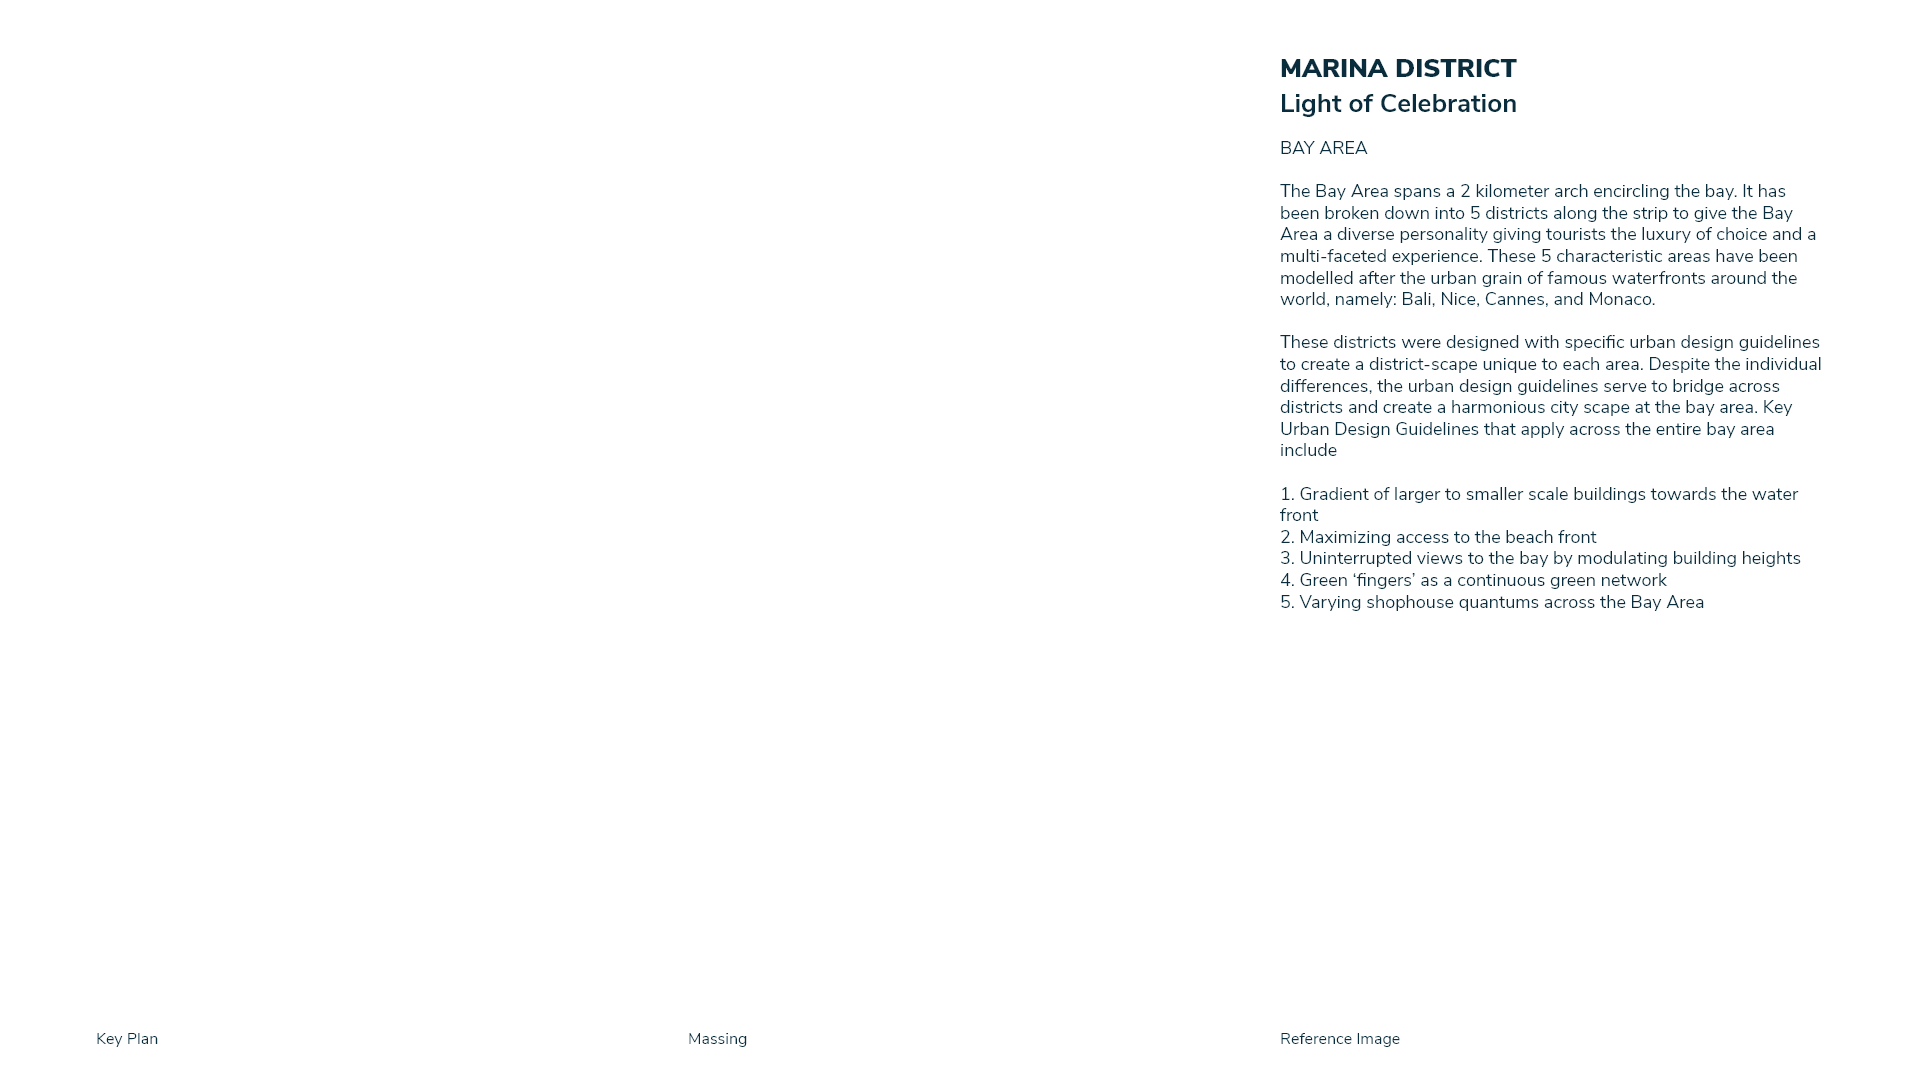 MARINA DISTRICT
Light of Celebration
BAY AREA
The Bay Area spans a 2 kilometer arch encircling the bay. It has
been broken down into 5 districts along the strip to give the Bay
Area a diverse personality giving tourists the luxury of choice and a
multi-faceted experience. These 5 characteristic areas have been
modelled after the urban grain of famous waterfronts around the
world, namely: Bali, Nice, Cannes, and Monaco.
These districts were designed with specific urban design guidelines
to create a district-scape unique to each area. Despite the individual
differences, the urban design guidelines serve to bridge across
districts and create a harmonious city scape at the bay area. Key
Urban Design Guidelines that apply across the entire bay area
include
1. Gradient of larger to smaller scale buildings towards the water
front
2. Maximizing access to the beach front
3. Uninterrupted views to the bay by modulating building heights
4. Green ‘fingers’ as a continuous green network
5. Varying shophouse quantums across the Bay Area
Key Plan
Massing
Reference Image